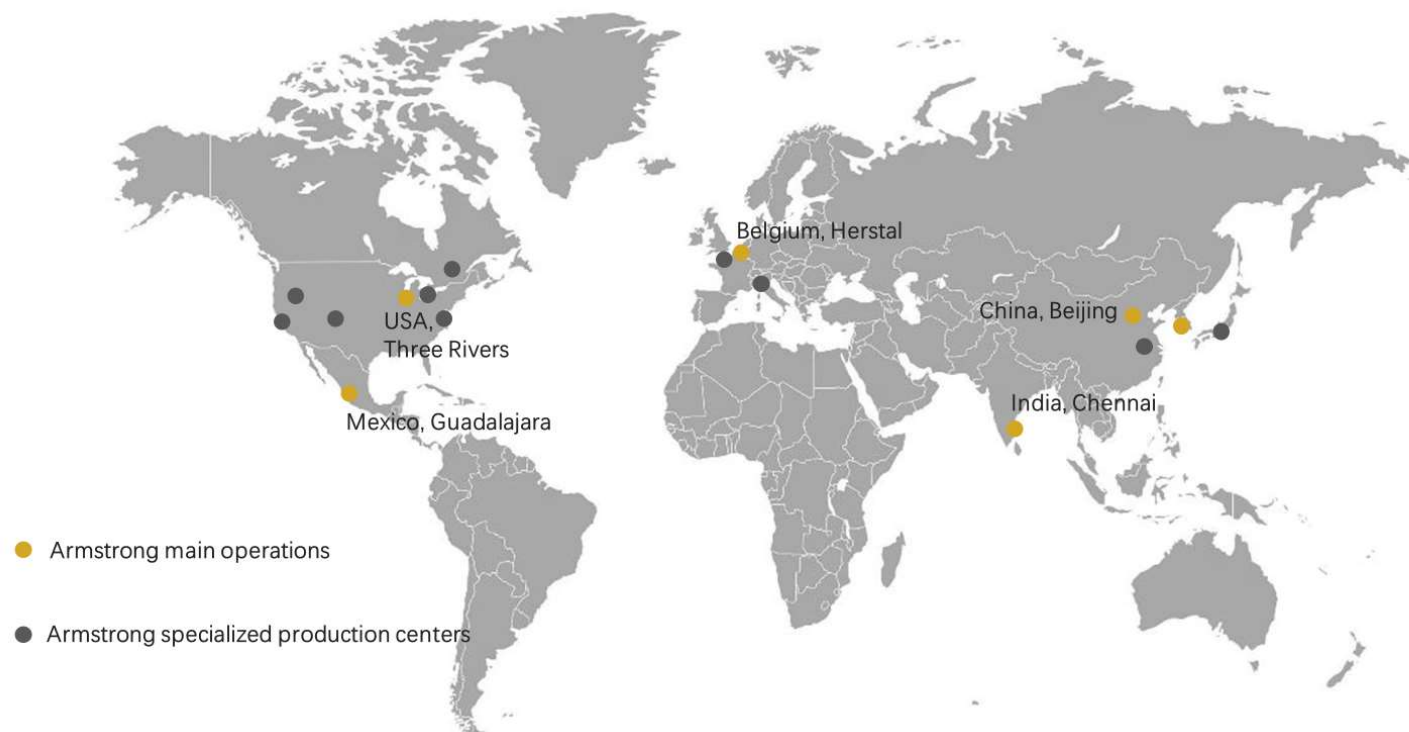 Belgium, Herstal
China, Beijing
USA,
Three Rivers
India, Chennai
Mexico, Guadalajara
Armstrong main operations
Armstrong specialized production centers